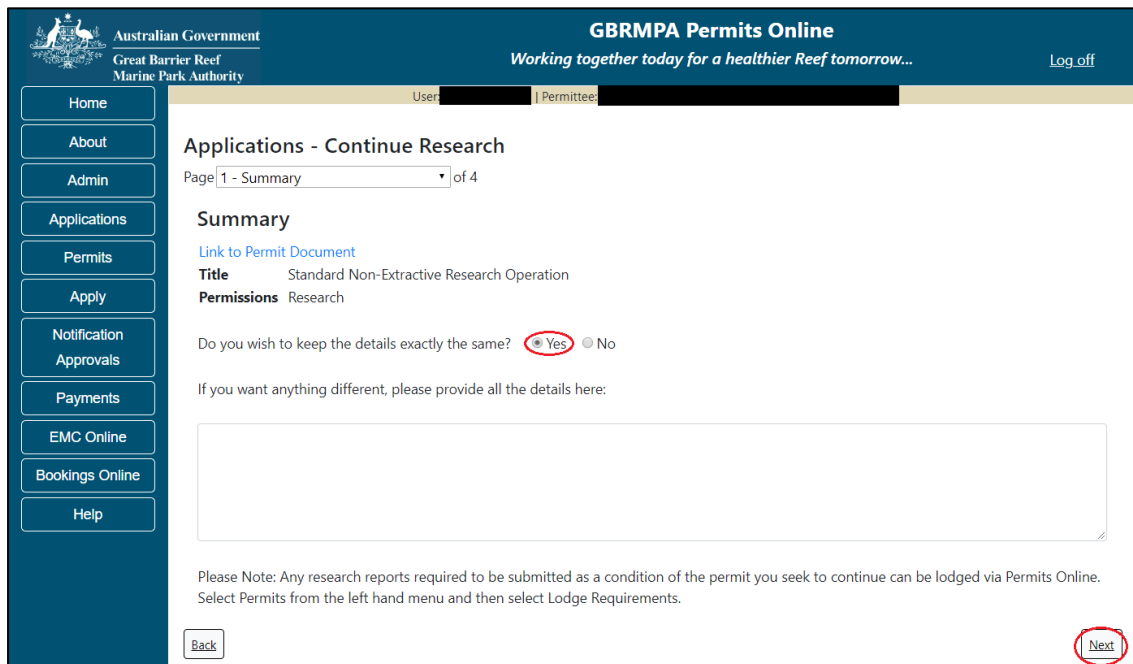 Australian Government
Great Barrier Reef
Marine Park Authority
GBRMPA Permits Online
Working together today for a healthier Reef tomorrow...
Log off
User: | Permittee:
Home
About
Admin
Applications
Permits
Apply
Notification
Approvals
Payments
EMC Online
Bookings Online
Help
Applications - Continue Research
Page 1 - Summary of 4
Summary
Link to Permit Document
Title Standard Non-Extractive Research Operation
Permissions Research
Do you wish to keep the details exactly the same? Yes No
If you want anything different, please provide all the details here:
Please Note: Any research reports required to be submitted as a condition of the permit you seek to continue can be lodged via Permits Online.
Select Permits from the left hand menu and then select Lodge Requirements.
Back
Next